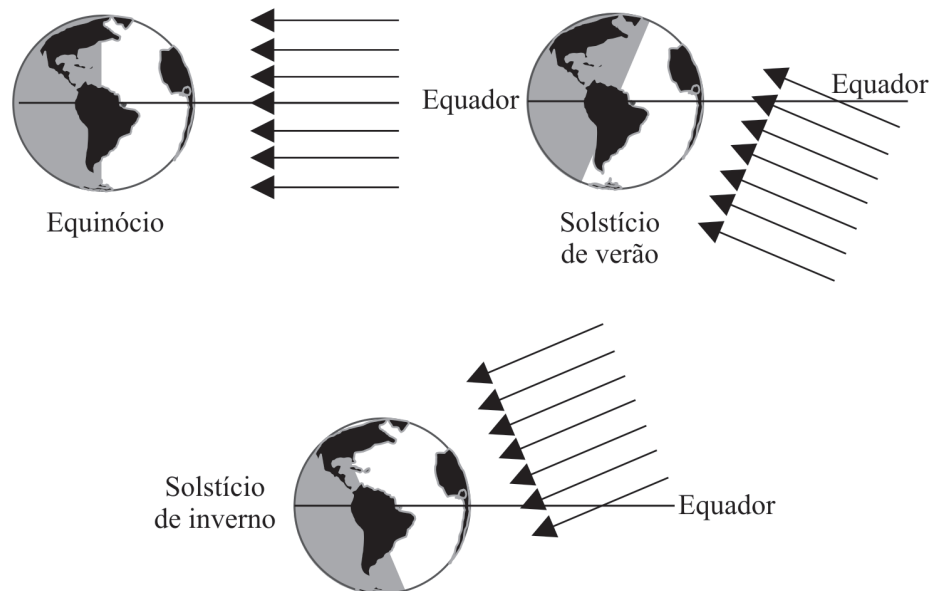 Equinócio
Equador
Equador
Solstício
de verão
Solstício
de inverno
Equador